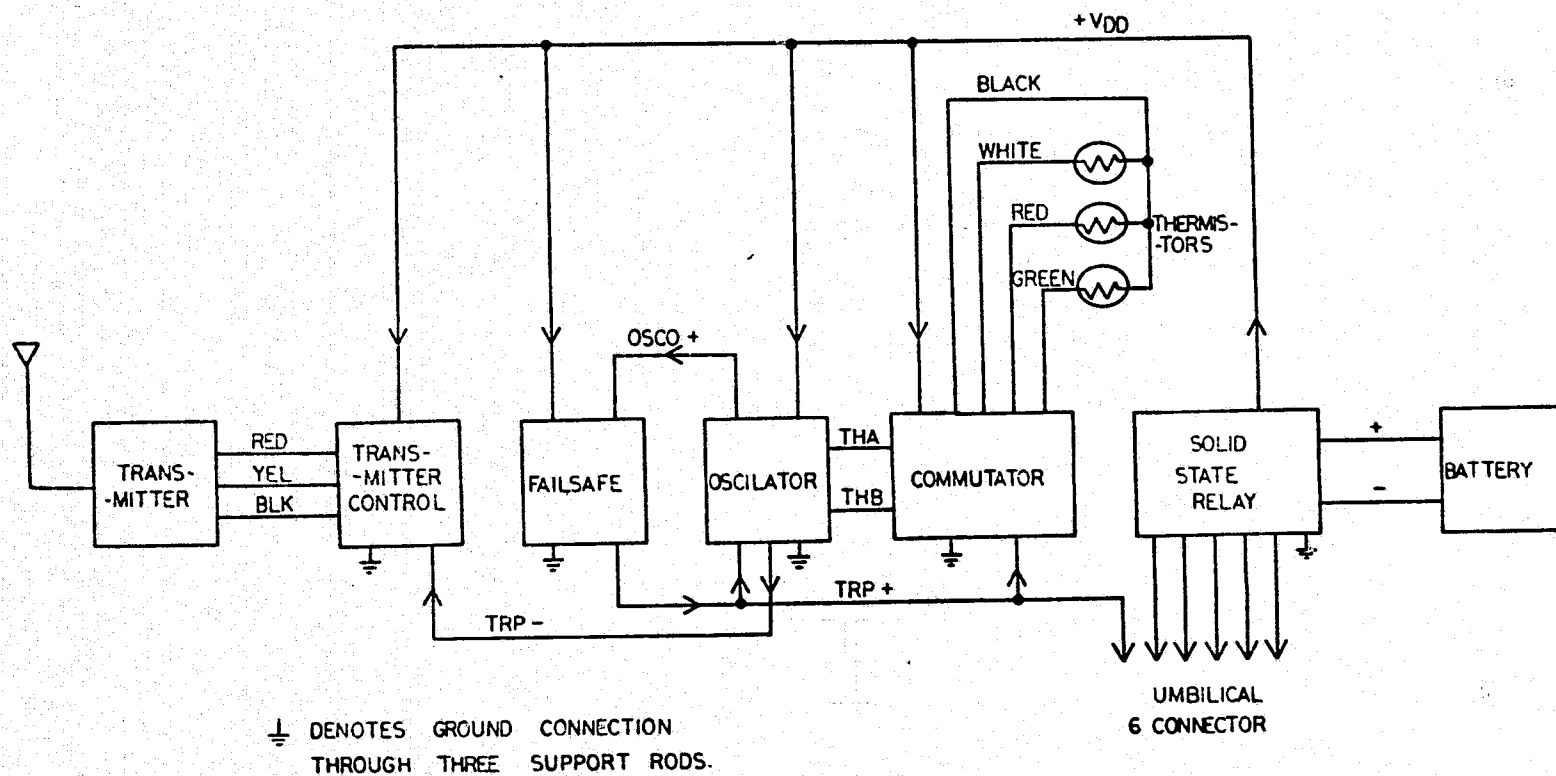 +VDD
BLACK
WHITE
RED
THERMIS-
-TORS
GREEN
OSCO +
TRANS-
-MITTER
RED
YEL
BLK
TRANS-
-MITTER
CONTROL
FAILSAFE
OSCILATOR
THA
THB
COMMUTATOR
SOLID
STATE
RELAY
+
-
BATTERY
TRP -
TRP +
UMBILICAL
6 CONNECTOR
DENOTES GROUND CONNECTION
THROUGH THREE SUPPORT RODS.